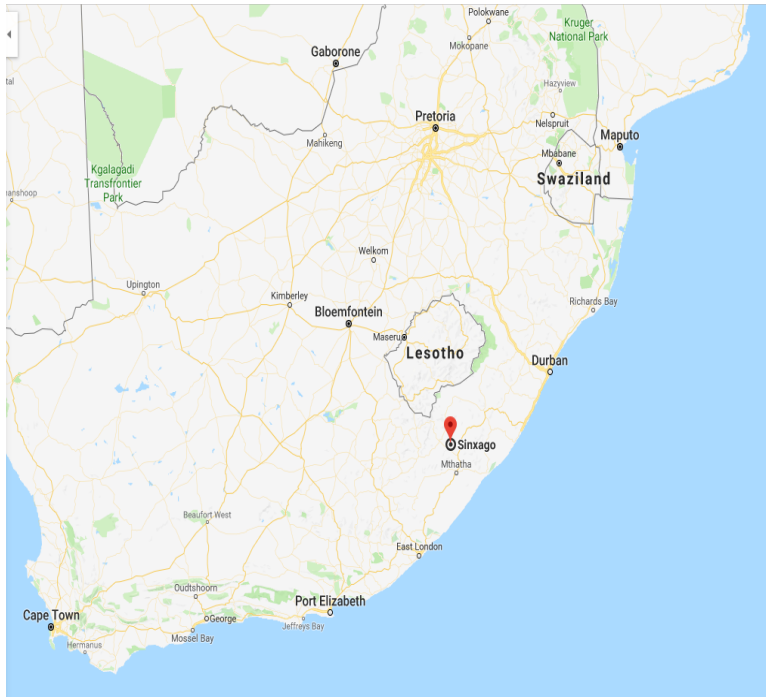 Polokwane
Kruger
National Park
Mokopane
Gaborone
Hazyview
Pretoria
Nelspruit
Maputo
Mahikeng
Mbabane
Swaziland
Kgalagadi
Transfrontier
Park
Welkom
Upington
Kimberley
Richards Bay
Bloemfontein
Maseru
Lesotho
Durban
Sinxago
Mthatha
Beaufort West
East London
Oudtshoorn
Port Elizabeth
Cape Town
George
Jeffreys Bay
Mossel Bay
Hermanus